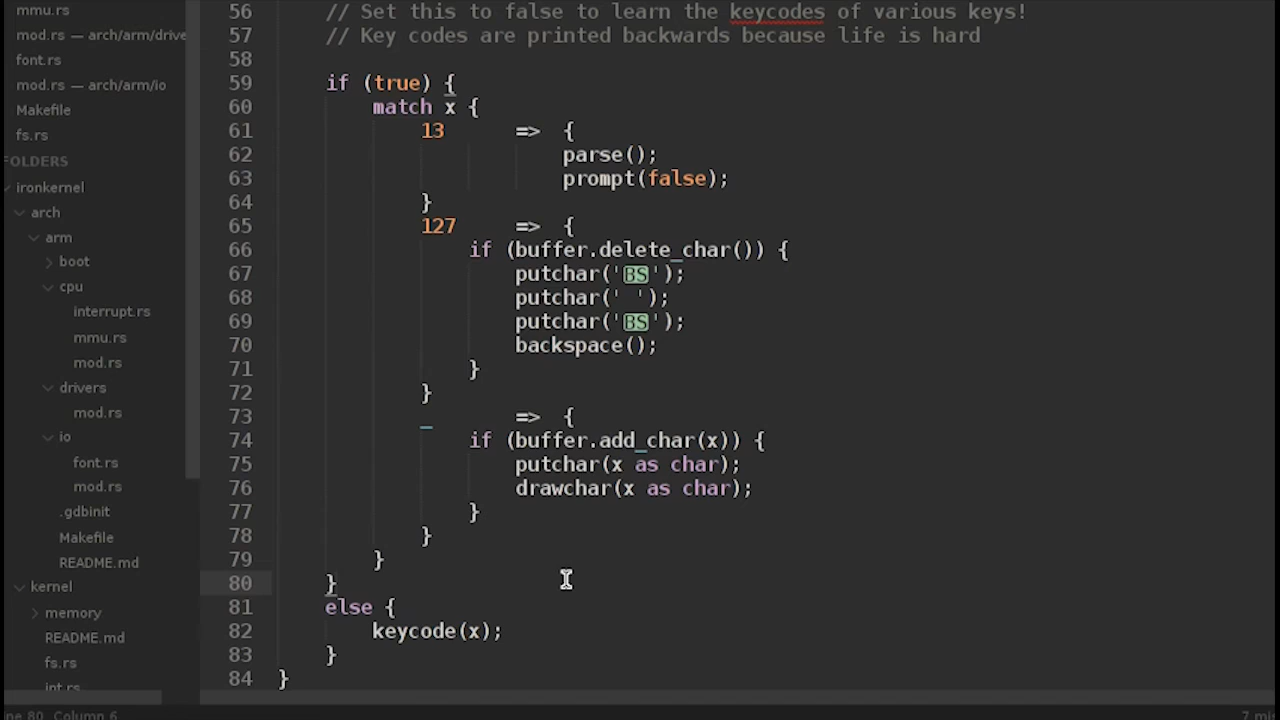 mmu.rs
mod.rs — arch/arm/drive
font.rs
mod.rs — arch/arm/io
Makefile
fs.rs
FOLDERS
ironkernel
arch
arm
boot
cpu
interrupt.rs
mmu.rs
mod.rs
drivers
mod.rs
io
font.rs
mod.rs
.gdbinit
Makefile
README.md
kernel
memory
README.md
fs.rs
int.rs
56 // Set this to false to learn the keycodes of various keys!
57 // Key codes are printed backwards because life is hard
58
59 if (true) {
60 match x {
61 13 => {
62 parse();
63 prompt(false);
64 }
65 127 => {
66 if (buffer.delete_char()) {
67 putchar('BS');
68 putchar(' ');
69 putchar('BS');
70 backspace();
71 }
72 }
73 _ => {
74 if (buffer.add_char(x)) {
75 putchar(x as char);
76 drawchar(x as char);
77 }
78 }
79 }
80 }
81 else {
82 keycode(x);
83 }
84 }
ne 80, Column 6